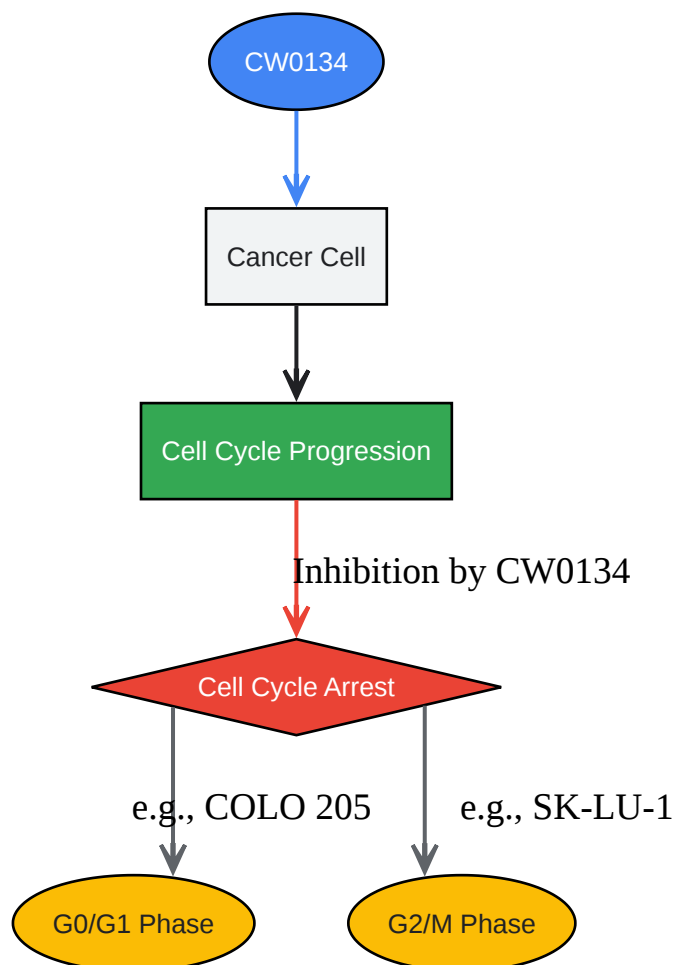 CW0134
Cancer Cell
Cell Cycle Progression
Inhibition by CW0134
Cell Cycle Arrest
e.g., COLO 205
e.g., SK-LU-1
G0/G1 Phase
G2/M Phase